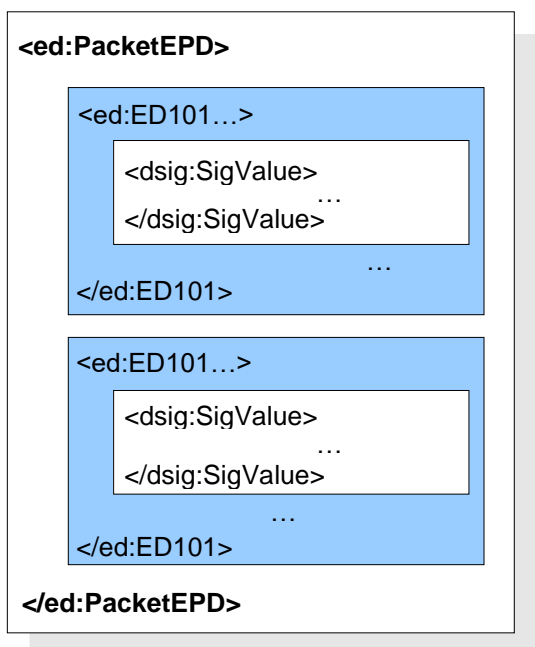 <ed:PacketEPD>
<ed:ED101…>
<dsig:SigValue>
…
</dsig:SigValue>
…
</ed:ED101>
<ed:ED101…>
<dsig:SigValue>
…
</dsig:SigValue>
…
</ed:ED101>
</ed:PacketEPD>